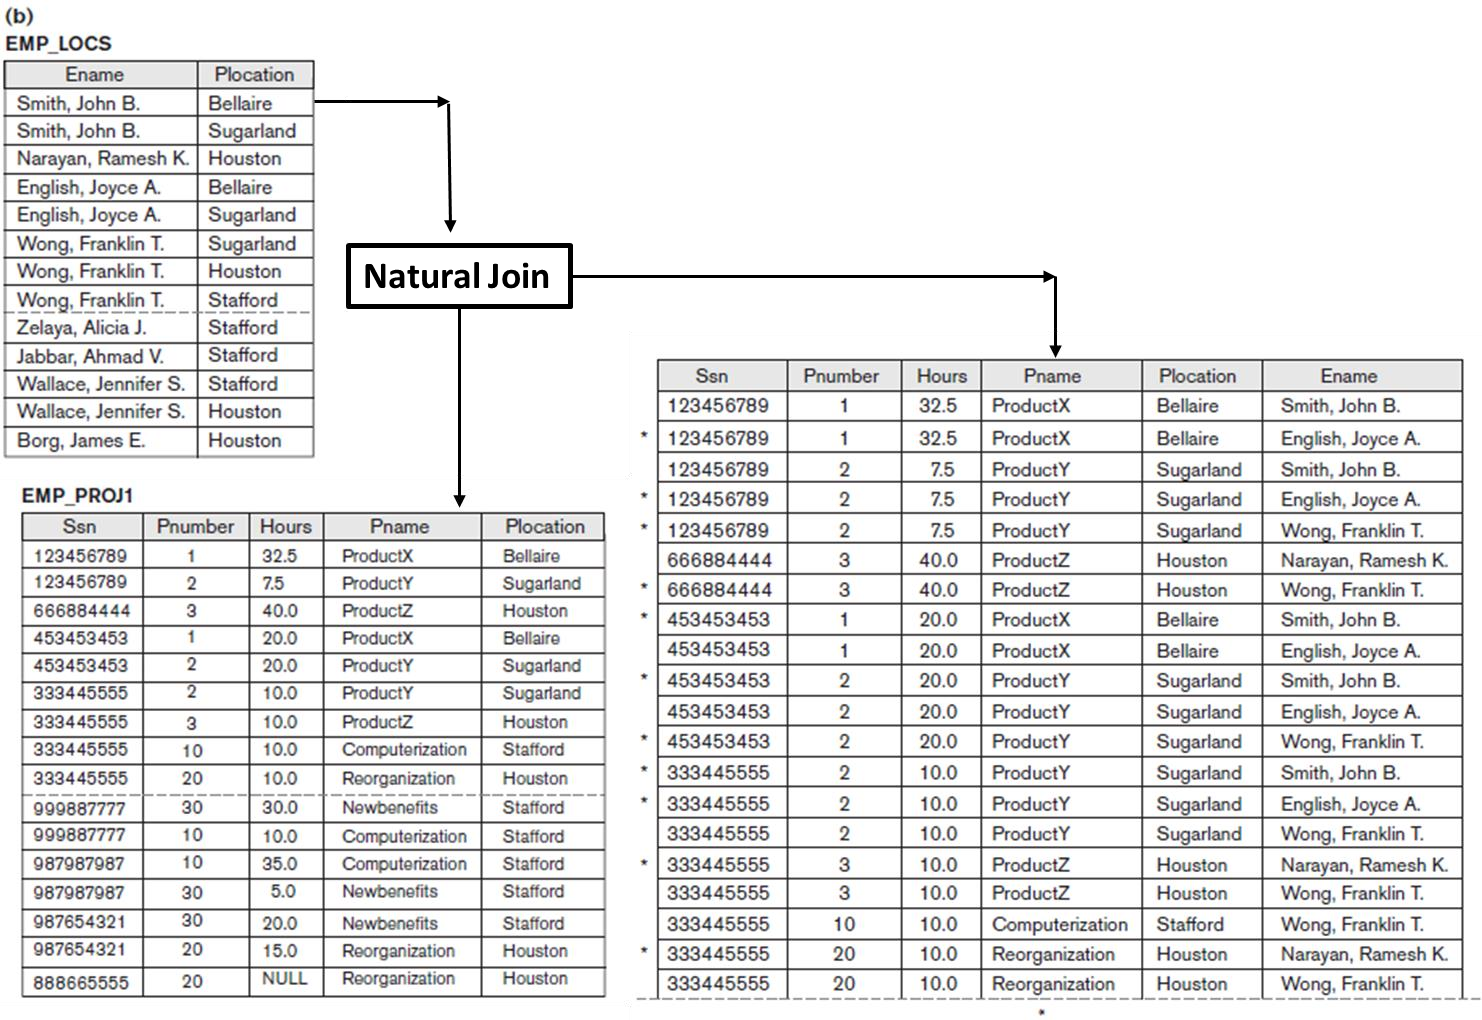 (b)
EMP_LOCS
Ename Plocation
Smith, John B. Bellaire
Smith, John B. Sugarland
Narayan, Ramesh K. Houston
English, Joyce A. Bellaire
English, Joyce A. Sugarland
Wong, Franklin T. Sugarland
Wong, Franklin T. Houston
Wong, Franklin T. Stafford
Zelaya, Alicia J. Stafford
Jabbar, Ahmad V. Stafford
Wallace, Jennifer S. Stafford
Wallace, Jennifer S. Houston
Borg, James E. Houston
Natural Join
EMP_PROJ1
Ssn Pnumber Hours Pname Plocation
123456789 1 32.5 ProductX Bellaire
123456789 2 7.5 ProductY Sugarland
666884444 3 40.0 ProductZ Houston
453453453 1 20.0 ProductX Bellaire
453453453 2 20.0 ProductY Sugarland
333445555 2 10.0 ProductY Sugarland
333445555 3 10.0 ProductZ Houston
333445555 10 10.0 Computerization Stafford
333445555 20 10.0 Reorganization Houston
999887777 30 30.0 Newbenefits Stafford
999887777 10 10.0 Computerization Stafford
987987987 10 35.0 Computerization Stafford
987987987 30 5.0 Newbenefits Stafford
987654321 30 20.0 Newbenefits Stafford
987654321 20 15.0 Reorganization Houston
888665555 20 NULL Reorganization Houston
Ssn Pnumber Hours Pname Plocation Ename
123456789 1 32.5 ProductX Bellaire Smith, John B.
* 123456789 1 32.5 ProductX Bellaire English, Joyce A.
123456789 2 7.5 ProductY Sugarland Smith, John B.
* 123456789 2 7.5 ProductY Sugarland English, Joyce A.
* 123456789 2 7.5 ProductY Sugarland Wong, Franklin T.
666884444 3 40.0 ProductZ Houston Narayan, Ramesh K.
* 666884444 3 40.0 ProductZ Houston Wong, Franklin T.
* 453453453 1 20.0 ProductX Bellaire Smith, John B.
453453453 1 20.0 ProductX Bellaire English, Joyce A.
* 453453453 2 20.0 ProductY Sugarland Smith, John B.
453453453 2 20.0 ProductY Sugarland English, Joyce A.
* 453453453 2 20.0 ProductY Sugarland Wong, Franklin T.
* 333445555 2 10.0 ProductY Sugarland Smith, John B.
* 333445555 2 10.0 ProductY Sugarland English, Joyce A.
333445555 2 10.0 ProductY Sugarland Wong, Franklin T.
* 333445555 3 10.0 ProductZ Houston Narayan, Ramesh K.
333445555 3 10.0 ProductZ Houston Wong, Franklin T.
333445555 10 10.0 Computerization Stafford Wong, Franklin T.
* 333445555 20 10.0 Reorganization Houston Narayan, Ramesh K.
333445555 20 10.0 Reorganization Houston Wong, Franklin T.
*